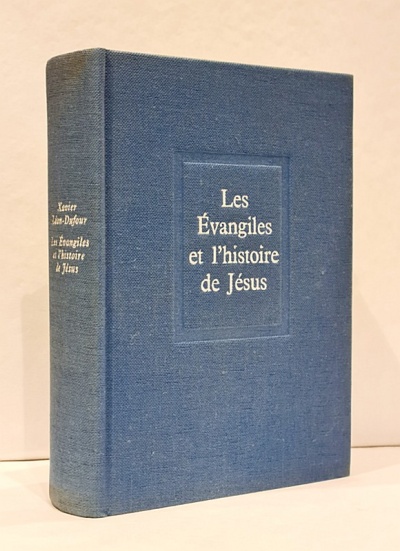 Les
Évangiles
et l'histoire
de Jésus
Xavier
Léon-Dufour
Les Évangiles
et l'histoire
de Jésus